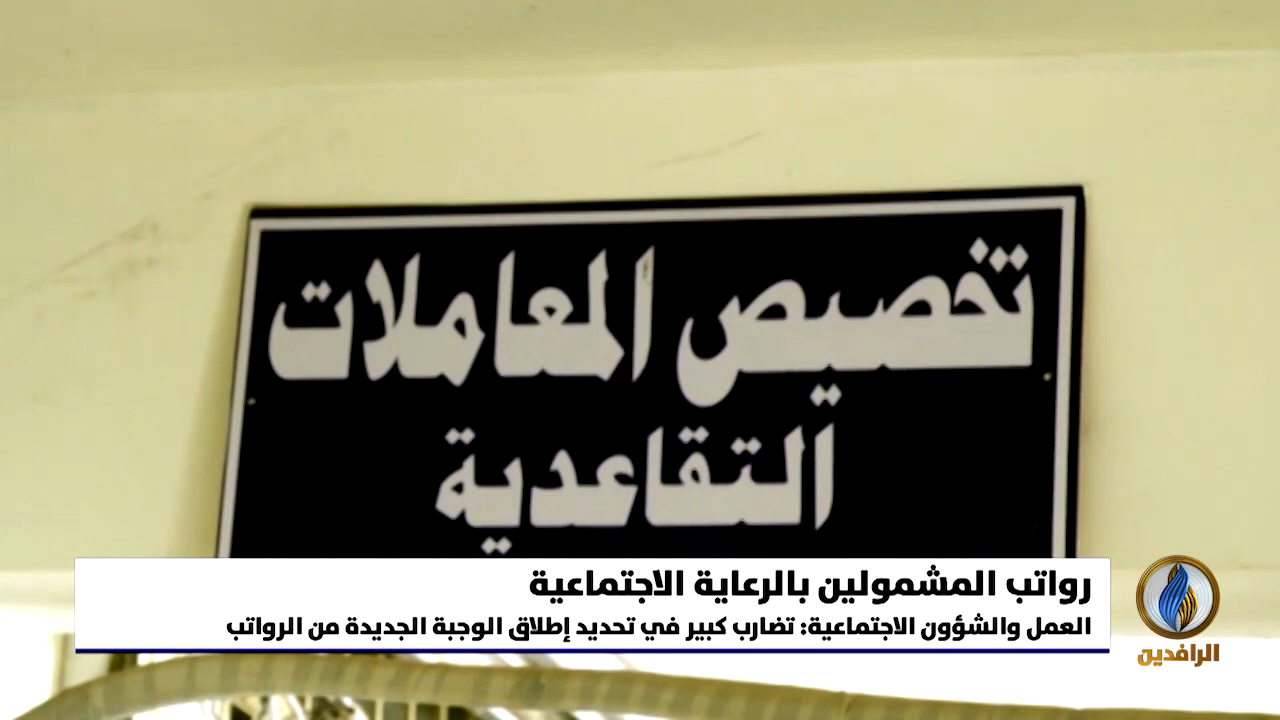 تخصيص المعاملات
التقاعدية
رواتب المشمولين بالرعاية الاجتماعية
العمل والشؤون الاجتماعية: تضارب كبير في تحديد إطلاق الوجبة الجديدة من الرواتب
الرافدين